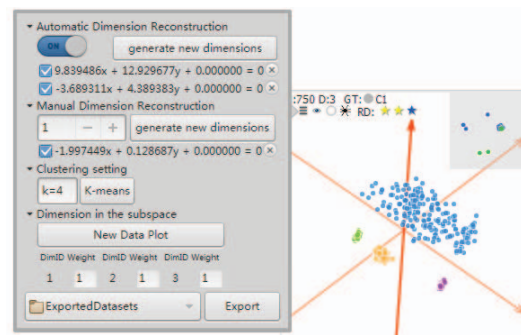 Automatic Dimension Reconstruction
ON generate new dimensions
9.839486x + 12.929677y + 0.000000 = 0
-3.689311x + 4.389383y + 0.000000 = 0
Manual Dimension Reconstruction
1 − + generate new dimensions
-1.997449x + 0.128687y + 0.000000 = 0
Clustering setting
k=4 K-means
Dimension in the subspace
New Data Plot
DimID Weight DimID Weight DimID Weight
1 1 2 1 3 1
ExportedDatasets Export
:750 D:3 GT: C1
RD: